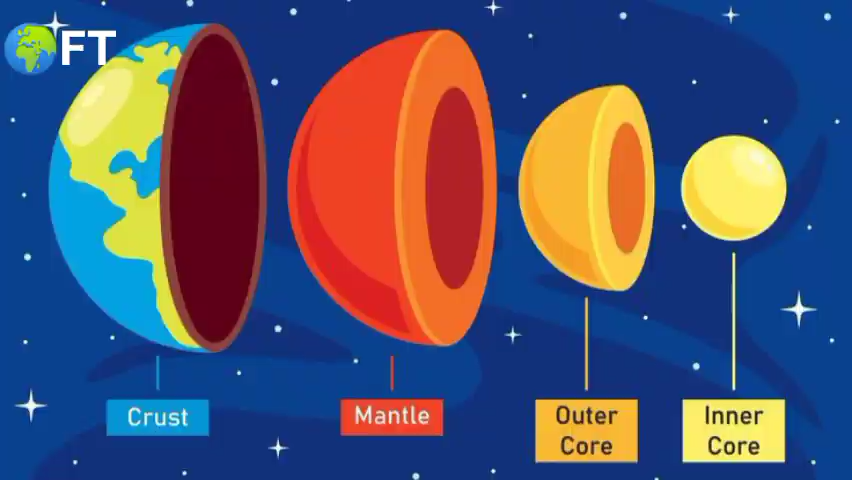 FT
Crust
Mantle
Outer
Core
Inner
Core